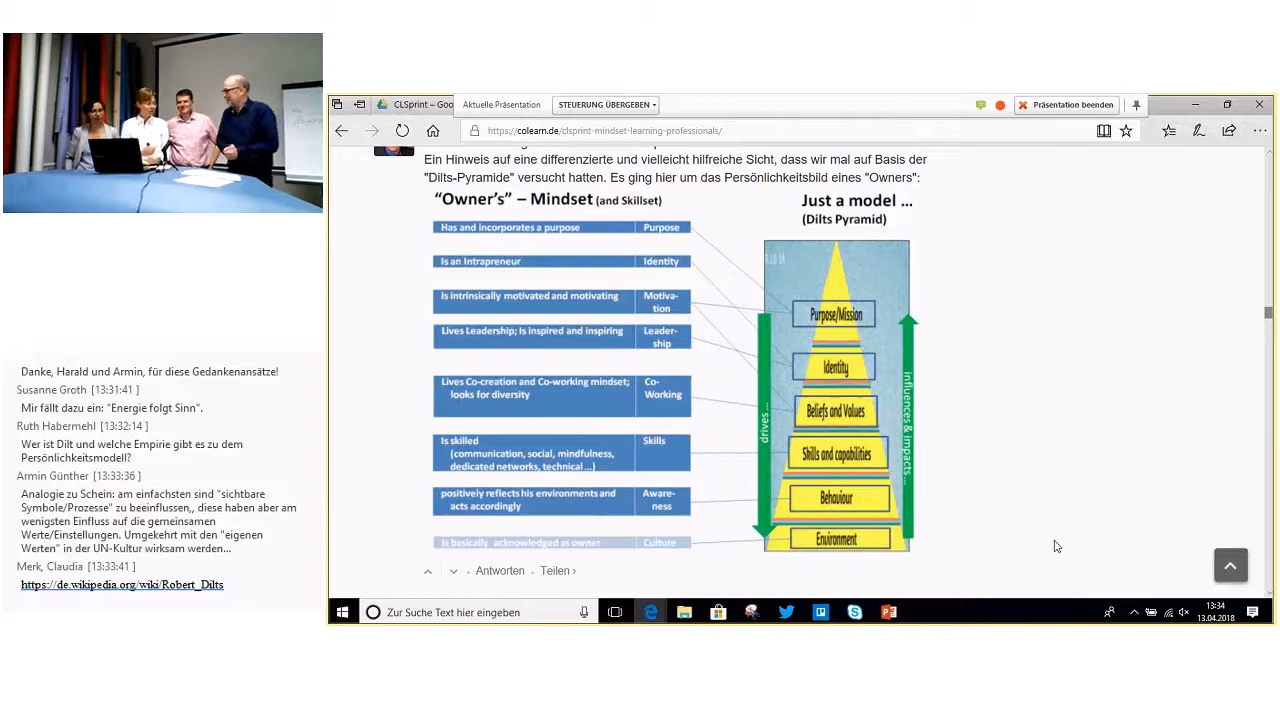 CLSprint – Goo
Aktuelle Präsentation
STEUERUNG ÜBERGEBEN
Präsentation beenden
https://colearn.de/clsprint-mindset-learning-professionals/
Ein Hinweis auf eine differenzierte und vielleicht hilfreiche Sicht, dass wir mal auf Basis der
"Dilts-Pyramide" versucht hatten. Es ging hier um das Persönlichkeitsbild eines "Owners":
“Owner’s” – Mindset (and Skillset)
Has and incorporates a purpose
Purpose
Is an Intrapreneur
Identity
Is intrinsically motivated and motivating
Motiva-
tion
Lives Leadership; Is inspired and inspiring
Leader-
ship
Lives Co-creation and Co-working mindset;
looks for diversity
Co-
Working
Is skilled
(communication, social, mindfulness,
dedicated networks, technical ...)
Skills
positively reflects his environments and
acts accordingly
Aware-
ness
Is basically acknowledged as owner
Culture
Just a model ...
(Dilts Pyramid)
Purpose/Mission
Identity
Beliefs and Values
Skills and capabilities
Behaviour
Environment
drives ...
influences & impacts...
Antworten
Teilen ›
Danke, Harald und Armin, für diese Gedankenansätze!
Susanne Groth [13:31:41 ]
Mir fällt dazu ein: "Energie folgt Sinn".
Ruth Habermehl [13:32:14 ]
Wer ist Dilt und welche Empirie gibt es zu dem
Persönlichkeitsmodell?
Armin Günther [13:33:36 ]
Analogie zu Schein: am einfachsten sind "sichtbare
Symbole/Prozesse" zu beeinflussen,, diese haben aber am
wenigsten Einfluss auf die gemeinsamen
Werte/Einstellungen. Umgekehrt mit den "eigenen
Werten" in der UN-Kultur wirksam werden...
Merk, Claudia [13:33:41 ]
https://de.wikipedia.org/wiki/Robert_Dilts
Zur Suche Text hier eingeben
13:34
13.04.2018